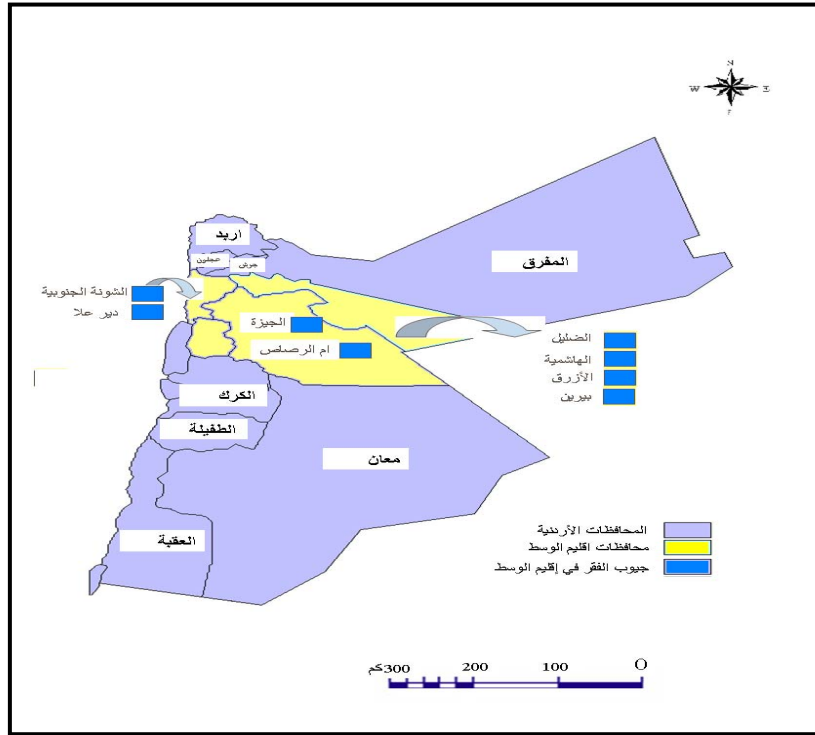 N
W
E
اربد
عجلون
جرش
المفرق
الشونة الجنوبية
دير علا
الجيزة
ام الرصاص
الضليل
الهاشمية
الأزرق
بيرين
الكرك
الطفيلة
معان
العقبة
المحافظات الأردنية
محافظات اقليم الوسط
جيوب الفقر في إقليم الوسط
كم300 200 100 O